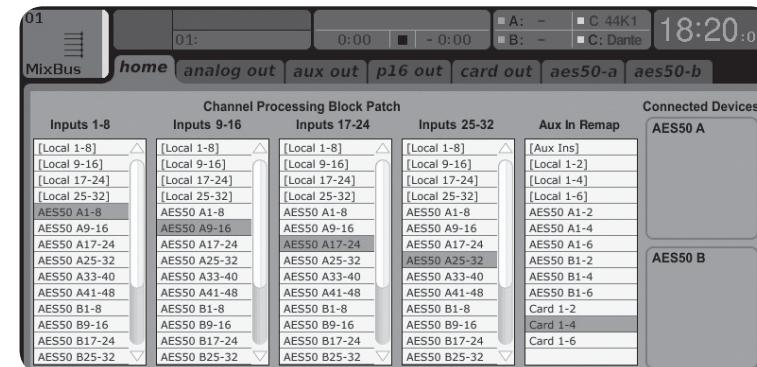 01
A: - C 44K1
18:20:0
01: 0:00 - 0:00 B: - C: Dante
MixBus home analog out aux out p16 out card out aes50-a aes50-b
Channel Processing Block Patch Connected Devices
Inputs 1-8 Inputs 9-16 Inputs 17-24 Inputs 25-32 Aux In Remap AES50 A
[Local 1-8] [Local 1-8] [Local 1-8] [Local 1-8] [Aux Ins]
[Local 9-16] [Local 9-16] [Local 9-16] [Local 9-16] [Local 1-2]
[Local 17-24] [Local 17-24] [Local 17-24] [Local 17-24] [Local 1-4]
[Local 25-32] [Local 25-32] [Local 25-32] [Local 25-32] [Local 1-6]
AES50 A1-8 AES50 A1-8 AES50 A1-8 AES50 A1-8 AES50 A1-2
AES50 A9-16 AES50 A9-16 AES50 A9-16 AES50 A9-16 AES50 A1-4
AES50 A17-24 AES50 A17-24 AES50 A17-24 AES50 A17-24 AES50 A1-6
AES50 A25-32 AES50 A25-32 AES50 A25-32 AES50 A25-32 AES50 B1-2 AES50 B
AES50 A33-40 AES50 A33-40 AES50 A33-40 AES50 A33-40 AES50 B1-4
AES50 A41-48 AES50 A41-48 AES50 A41-48 AES50 A41-48 AES50 B1-6
AES50 B1-8 AES50 B1-8 AES50 B1-8 AES50 B1-8 Card 1-2
AES50 B9-16 AES50 B9-16 AES50 B9-16 AES50 B9-16 Card 1-4
AES50 B17-24 AES50 B17-24 AES50 B17-24 AES50 B17-24 Card 1-6
AES50 B25-32 AES50 B25-32 AES50 B25-32 AES50 B25-32